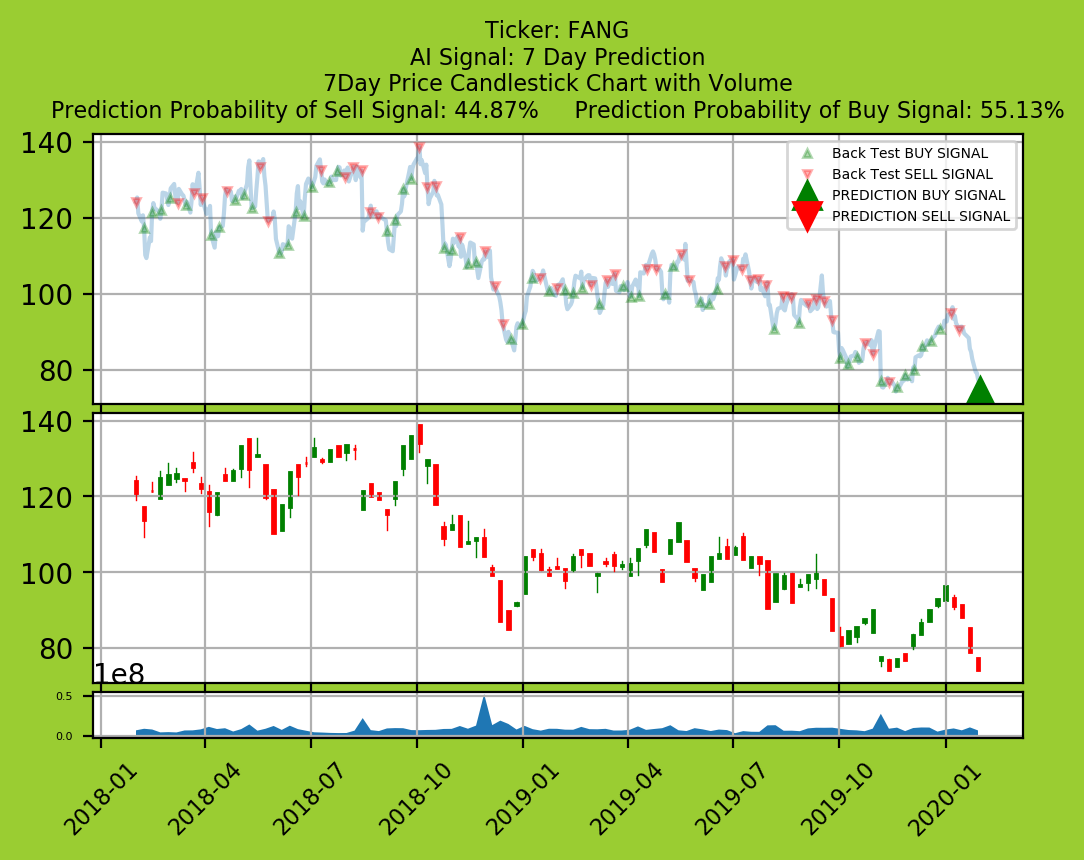 Ticker: FANG
AI Signal: 7 Day Prediction
7Day Price Candlestick Chart with Volume
Prediction Probability of Sell Signal: 44.87%     Prediction Probability of Buy Signal: 55.13%
140
120
100
80
Back Test BUY SIGNAL
Back Test SELL SIGNAL
PREDICTION BUY SIGNAL
PREDICTION SELL SIGNAL
140
120
100
80
1e8
0.5
0.0
2018-01
2018-04
2018-07
2018-10
2019-01
2019-04
2019-07
2019-10
2020-01